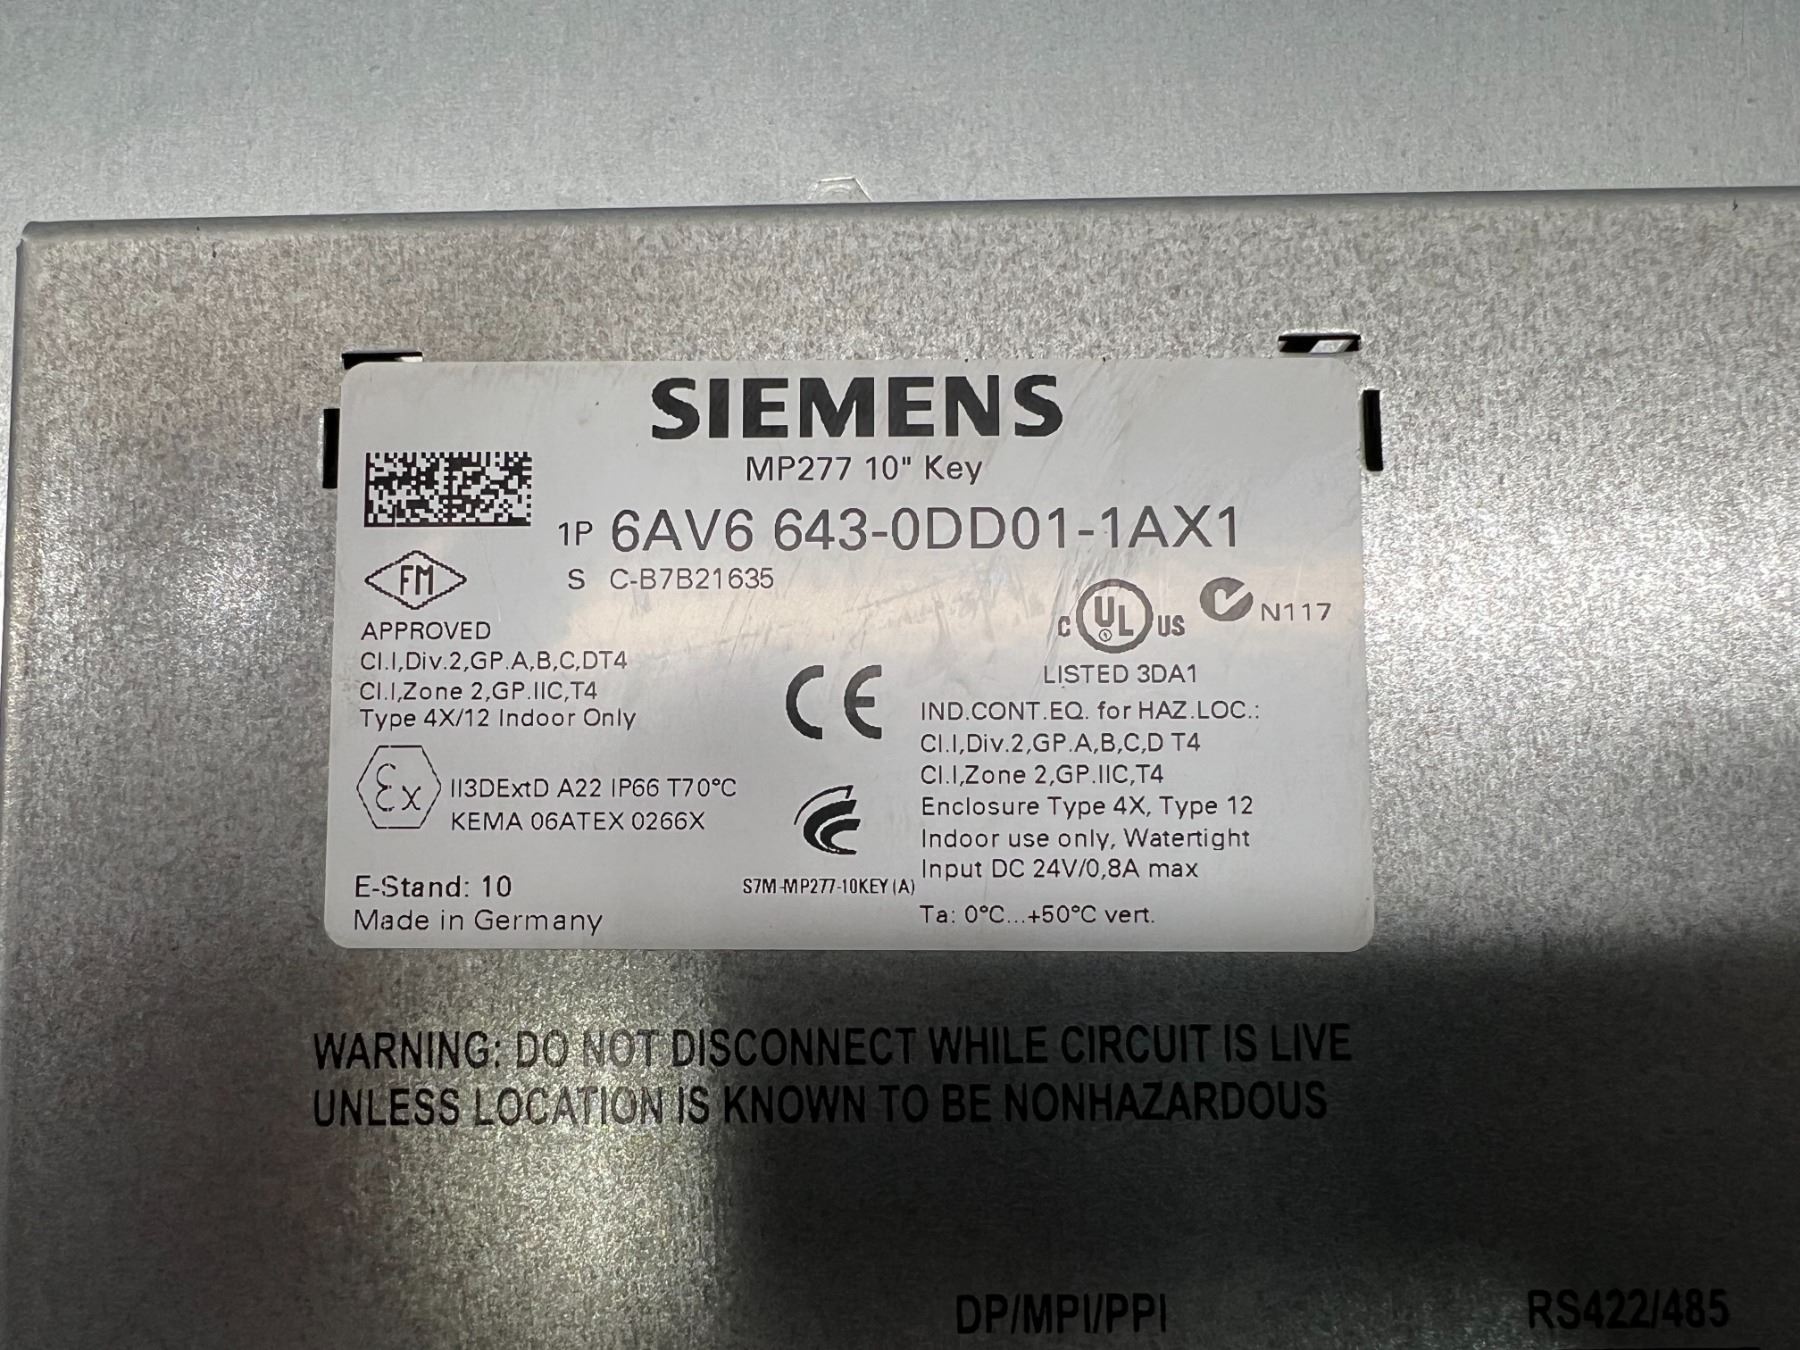 SIEMENS
MP277 10" Key
1P 6AV6 643-0DD01-1AX1
S C-B7B21635
FM
APPROVED
Cl.I,Div.2,GP.A,B,C,DT4
Cl.I,Zone 2,GP.IIC,T4
Type 4X/12 Indoor Only
Ex II3DExtD A22 IP66 T70°C
KEMA 06ATEX 0266X
E-Stand: 10
Made in Germany
CE
S7M-MP277-10KEY(A)
C UL US N117
LISTED 3DA1
IND.CONT.EQ. for HAZ.LOC.:
Cl.I,Div.2,GP.A,B,C,D T4
Cl.I,Zone 2,GP.IIC,T4
Enclosure Type 4X, Type 12
Indoor use only, Watertight
Input DC 24V/0,8A max
Ta: 0°C...+50°C vert.
WARNING: DO NOT DISCONNECT WHILE CIRCUIT IS LIVE
UNLESS LOCATION IS KNOWN TO BE NONHAZARDOUS
DP/MPI/PPI
RS422/485